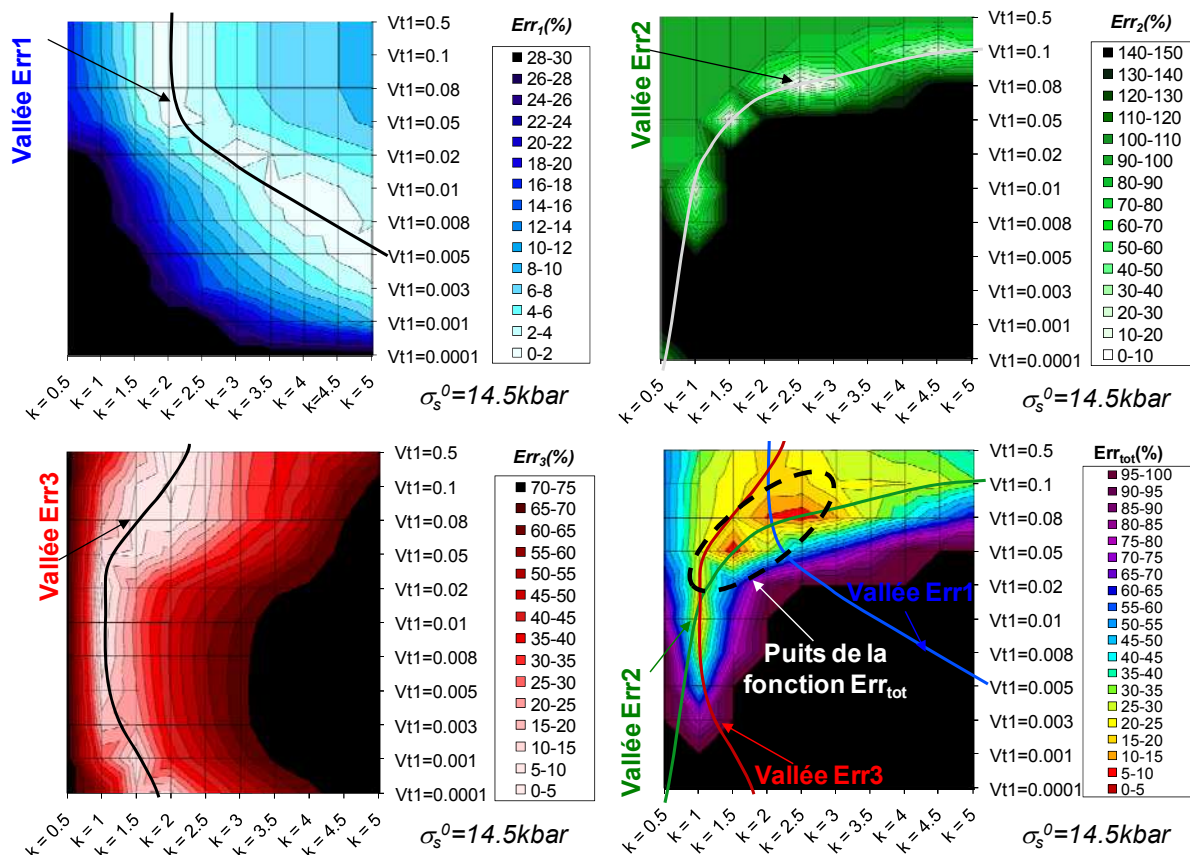 Vallée Err1
Err1(%)
28-30
26-28
24-26
22-24
20-22
18-20
16-18
14-16
12-14
10-12
8-10
6-8
4-6
2-4
0-2
Vt1=0.5
Vt1=0.1
Vt1=0.08
Vt1=0.05
Vt1=0.02
Vt1=0.01
Vt1=0.008
Vt1=0.005
Vt1=0.003
Vt1=0.001
Vt1=0.0001
k = 0.5
k = 1
k = 1.5
k = 2
k = 2.5
k = 3
k = 3.5
k = 4
k=4.5
k = 5
σs0=14.5kbar
Vallée Err2
Err2(%)
140-150
130-140
120-130
110-120
100-110
90-100
80-90
70-80
60-70
50-60
40-50
30-40
20-30
10-20
0-10
Vt1=0.5
Vt1=0.1
Vt1=0.08
Vt1=0.05
Vt1=0.02
Vt1=0.01
Vt1=0.008
Vt1=0.005
Vt1=0.003
Vt1=0.001
Vt1=0.0001
k = 0.5
k = 1
k = 1.5
k = 2
k = 2.5
k = 3
k = 3.5
k = 4
k = 4.5
k = 5
σs0=14.5kbar
Vallée Err3
Err3(%)
70-75
65-70
60-65
55-60
50-55
45-50
40-45
35-40
30-35
25-30
20-25
15-20
10-15
5-10
0-5
Vt1=0.5
Vt1=0.1
Vt1=0.08
Vt1=0.05
Vt1=0.02
Vt1=0.01
Vt1=0.008
Vt1=0.005
Vt1=0.003
Vt1=0.001
Vt1=0.0001
k = 0.5
k = 1
k = 1.5
k = 2
k = 2.5
k = 3
k = 3.5
k = 4
k = 4.5
k = 5
σs0=14.5kbar
Errtot(%)
95-100
90-95
85-90
80-85
75-80
70-75
65-70
60-65
55-60
50-55
45-50
40-45
35-40
30-35
25-30
20-25
15-20
10-15
5-10
0-5
Vallée Err1
Puits de la
fonction Errtot
Vallée Err2
Vallée Err3
Vt1=0.5
Vt1=0.1
Vt1=0.08
Vt1=0.05
Vt1=0.02
Vt1=0.01
Vt1=0.008
Vt1=0.005
Vt1=0.003
Vt1=0.001
Vt1=0.0001
k = 0.5
k = 1
k = 1.5
k = 2
k = 2.5
k = 3
k = 3.5
k = 4
k = 4.5
k = 5
σs0=14.5kbar